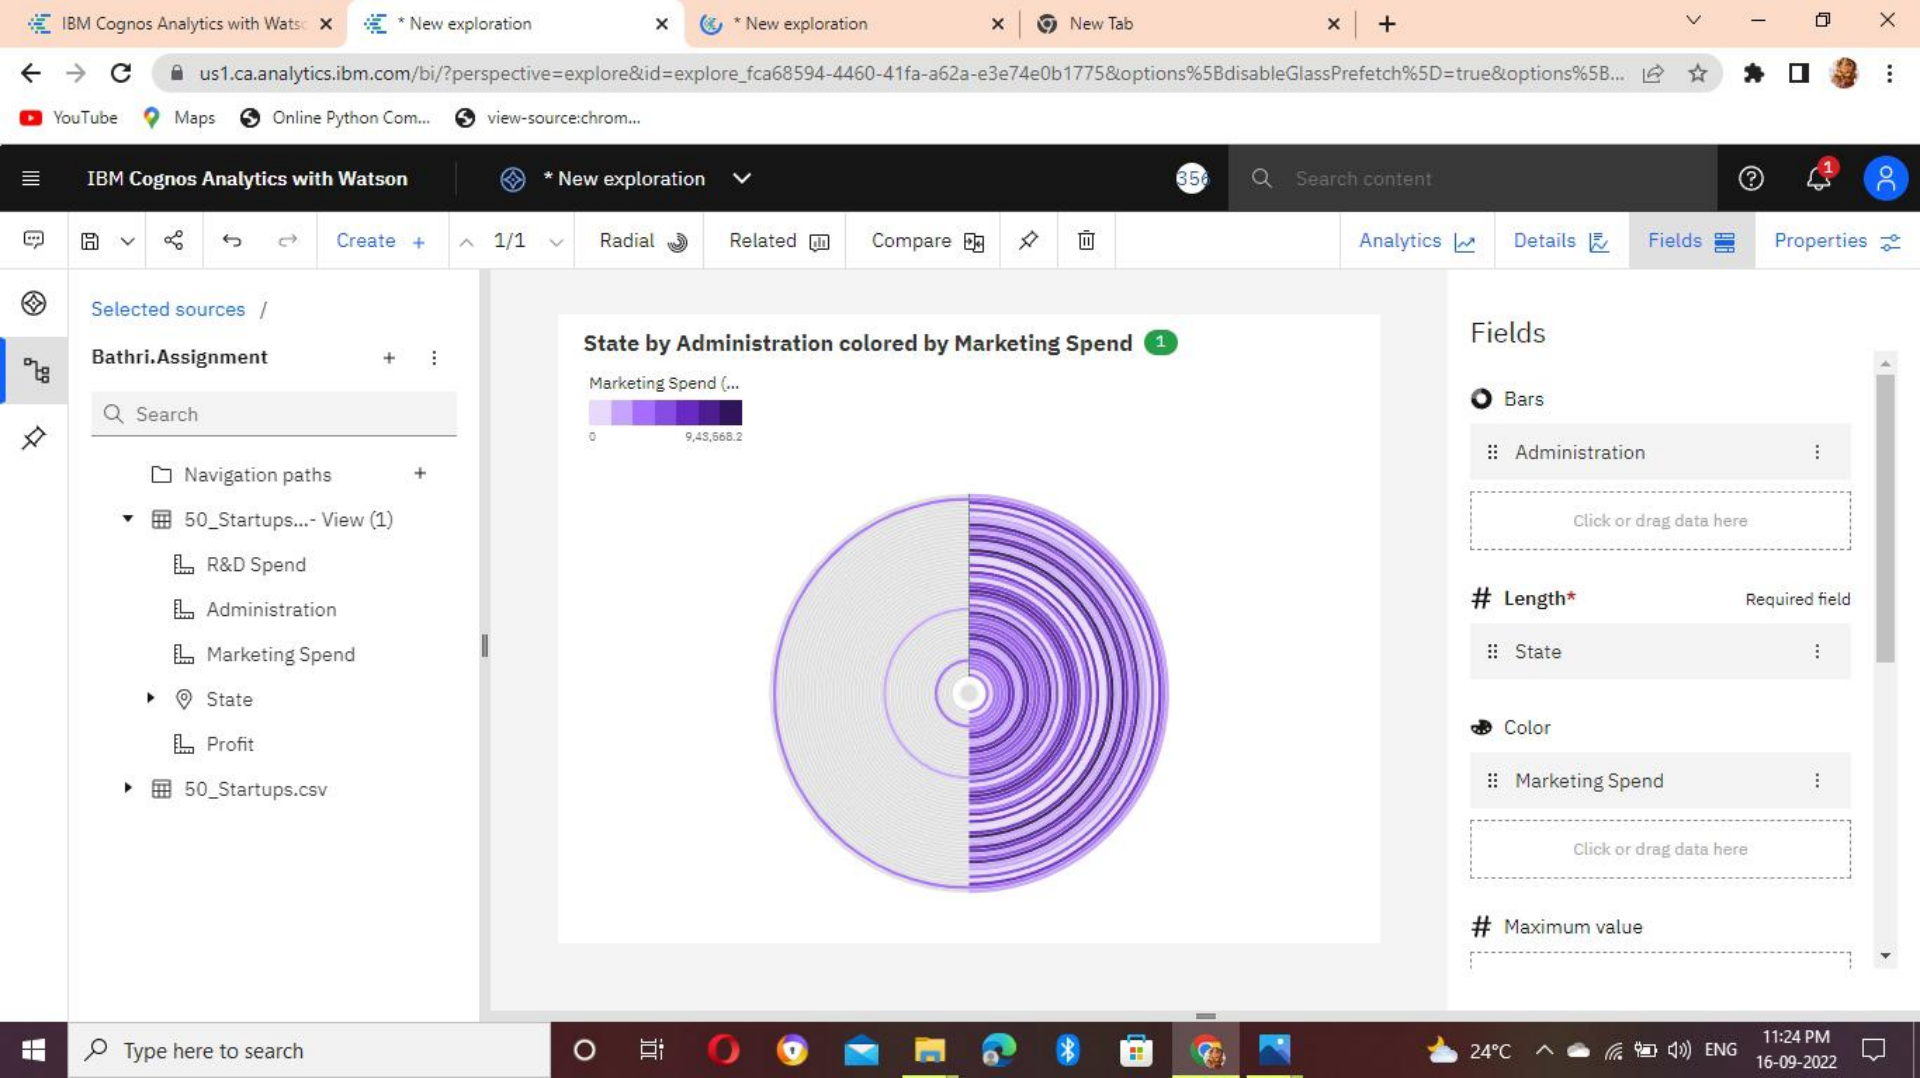 IBM Cognos Analytics with Watso
* New exploration
* New exploration
New Tab
us1.ca.analytics.ibm.com/bi/?perspective=explore&id=explore_fca68594-4460-41fa-a62a-e3e74e0b1775&options%5BdisableGlassPrefetch%5D=true&options%5B...
YouTube
Maps
Online Python Com...
view-source:chrom...
IBM Cognos Analytics with Watson
* New exploration
356
Search content
1
Create +
1/1
Radial
Related
Compare
Analytics
Details
Fields
Properties
Selected sources /
Bathri.Assignment
Search
Navigation paths
50_Startups...- View (1)
R&D Spend
Administration
Marketing Spend
State
Profit
50_Startups.csv
State by Administration colored by Marketing Spend 1
Marketing Spend (...
0 9,43,568.2
Fields
Bars
Administration
Click or drag data here
# Length* Required field
State
Color
Marketing Spend
Click or drag data here
# Maximum value
Type here to search
24°C
ENG
11:24 PM
16-09-2022